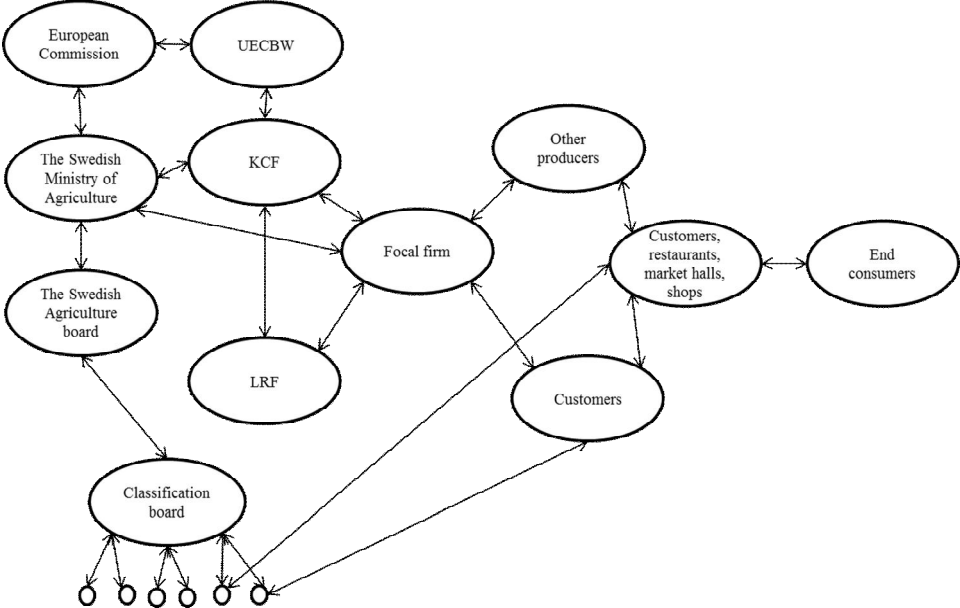 European
Commission
UECBW
The Swedish
Ministry of
Agriculture
KCF
Other
producers
Focal firm
Customers,
restaurants,
market halls,
shops
End
consumers
The Swedish
Agriculture
board
LRF
Customers
Classification
board